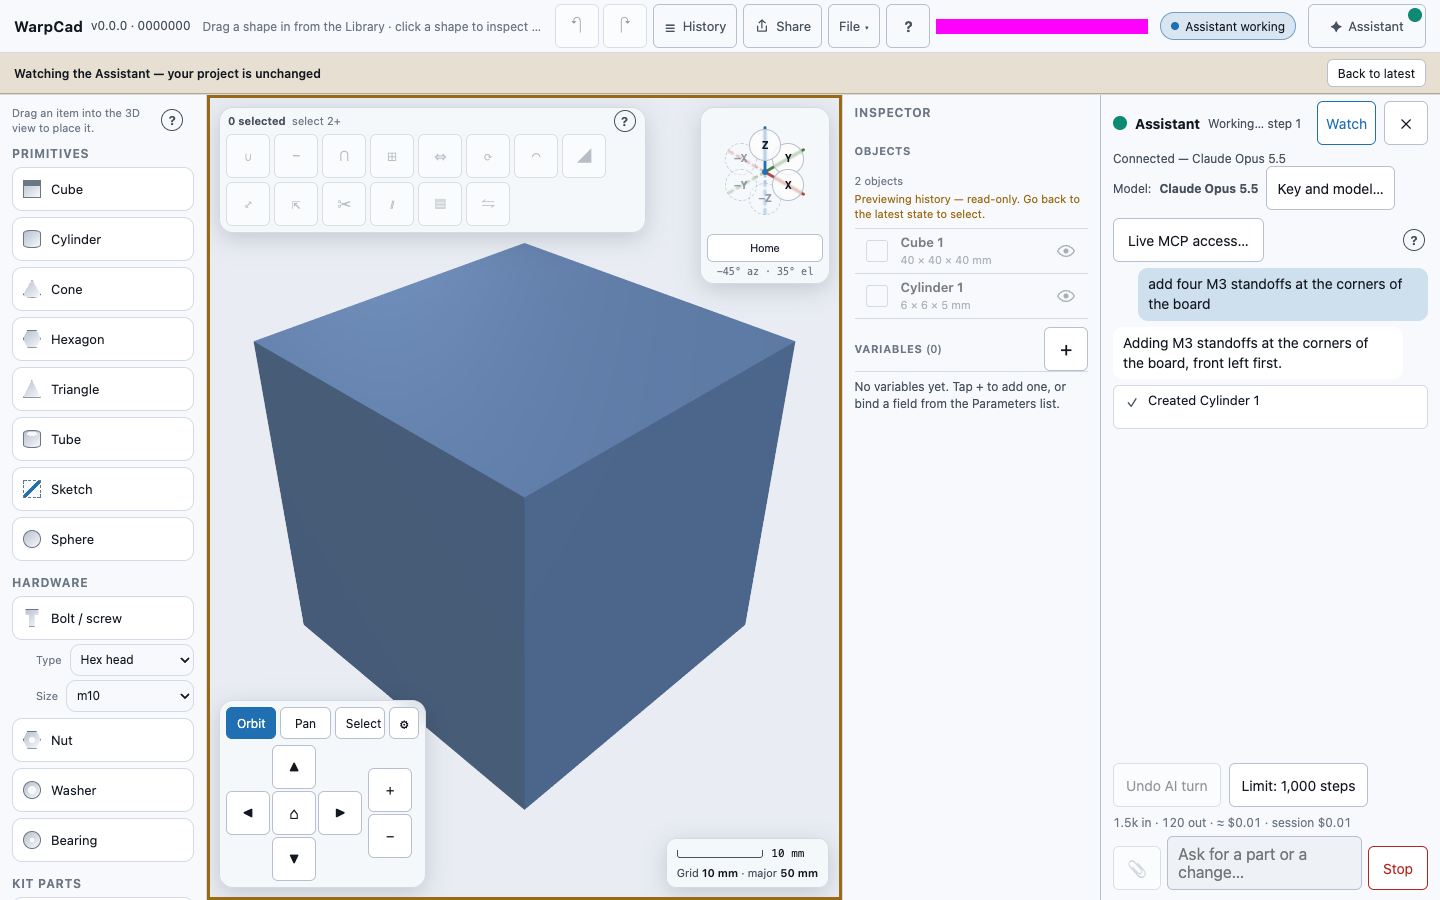 WarpCad v0.0.0 · 0000000 Drag a shape in from the Library · click a shape to inspect ...
History
Share
File
?
Assistant working
Assistant
Watching the Assistant — your project is unchanged
Back to latest
Drag an item into the 3D
view to place it.
?
PRIMITIVES
Cube
Cylinder
Cone
Hexagon
Triangle
Tube
Sketch
Sphere
HARDWARE
Bolt / screw
Type Hex head
Size m10
Nut
Washer
Bearing
KIT PARTS
0 selected select 2+
?
Z
Y
X
−X
−Y
−Z
Home
−45° az · 35° el
Orbit
Pan
Select
+
−
10 mm
Grid 10 mm · major 50 mm
INSPECTOR
OBJECTS
2 objects
Previewing history — read-only. Go back to
the latest state to select.
Cube 1
40 × 40 × 40 mm
Cylinder 1
6 × 6 × 5 mm
VARIABLES (0)
+
No variables yet. Tap + to add one, or
bind a field from the Parameters list.
Assistant Working... step 1
Watch
Connected — Claude Opus 5.5
Model: Claude Opus 5.5
Key and model...
Live MCP access...
?
add four M3 standoffs at the corners of
the board
Adding M3 standoffs at the corners of
the board, front left first.
✓ Created Cylinder 1
Undo AI turn
Limit: 1,000 steps
1.5k in · 120 out · ≈ $0.01 · session $0.01
Ask for a part or a
change...
Stop